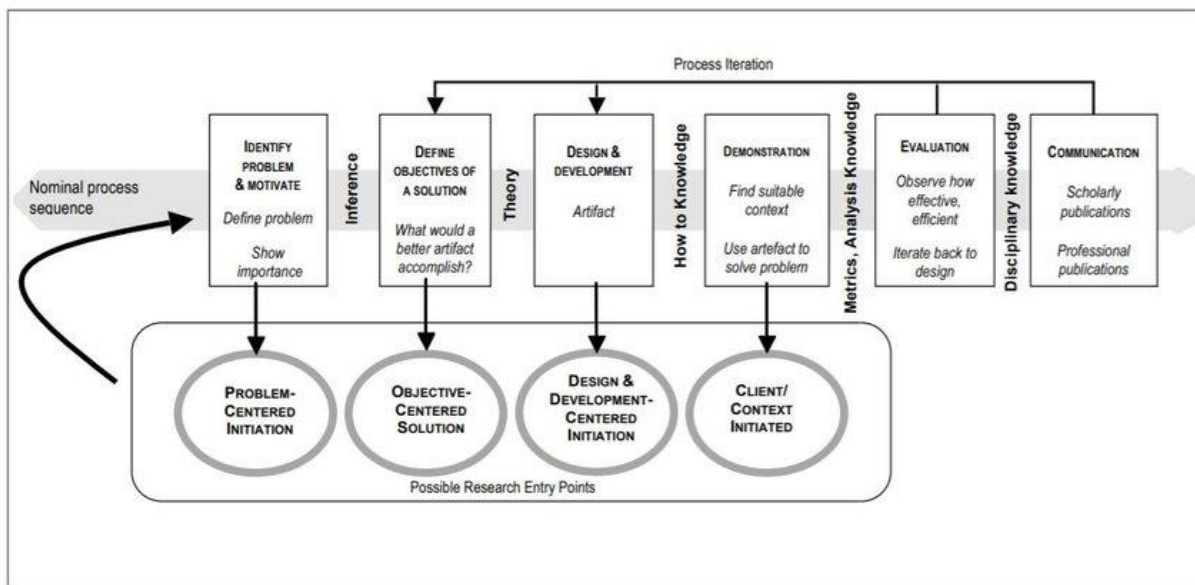 Process Iteration
Nominal process
sequence
IDENTIFY
PROBLEM
& MOTIVATE
Define problem
Show
importance
Inference
DEFINE
OBJECTIVES OF
A SOLUTION
What would a
better artifact
accomplish?
Theory
DESIGN &
DEVELOPMENT
Artifact
How to Knowledge
DEMONSTRATION
Find suitable
context
Use artefact to
solve problem
Metrics, Analysis Knowledge
EVALUATION
Observe how
effective,
efficient
Iterate back to
design
Disciplinary knowledge
COMMUNICATION
Scholarly
publications
Professional
publications
PROBLEM-
CENTERED
INITIATION
OBJECTIVE-
CENTERED
SOLUTION
DESIGN &
DEVELOPMENT-
CENTERED
INITIATION
CLIENT/
CONTEXT
INITIATED
Possible Research Entry Points